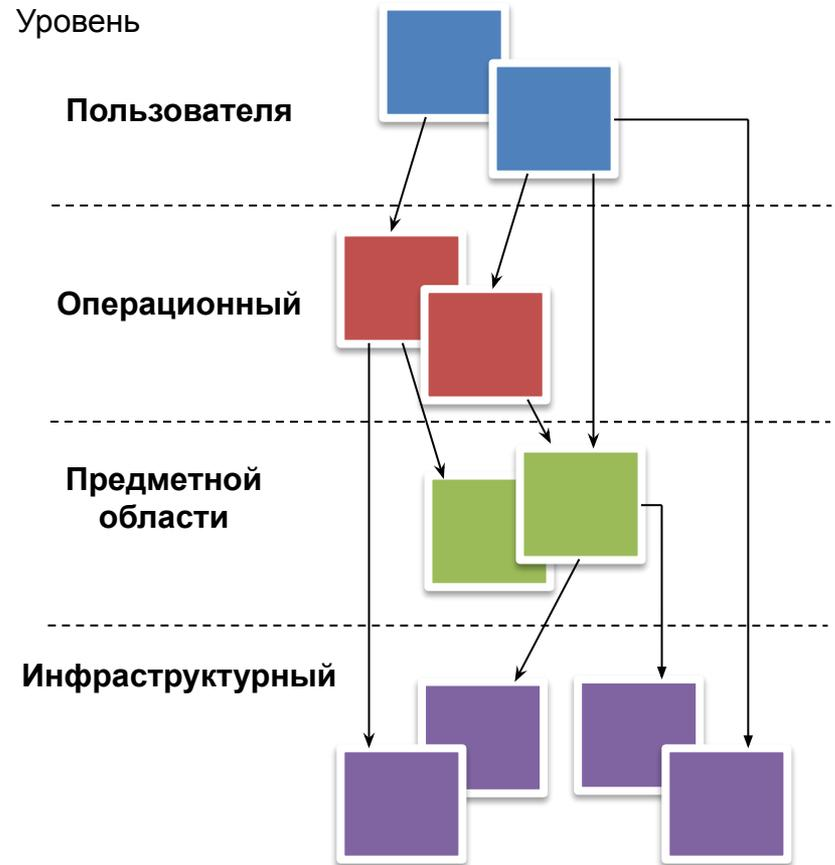 Уровень
Пользователя
Операционный
Предметной
области
Инфраструктурный